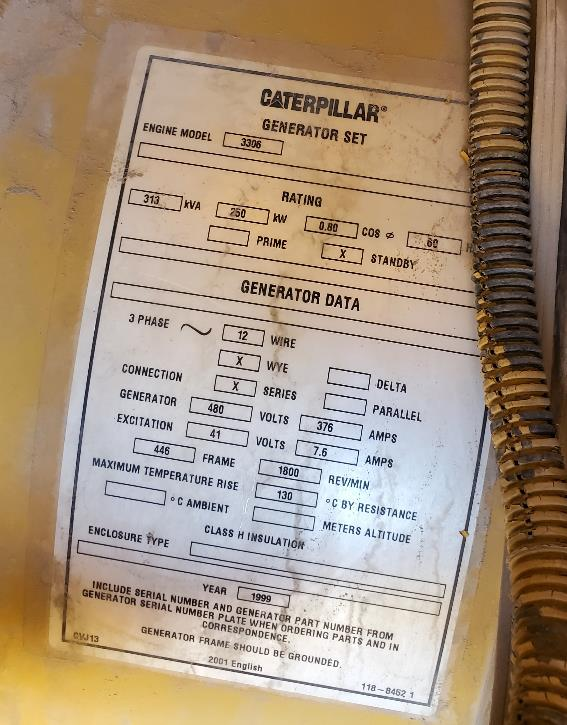 CATERPILLAR®
GENERATOR SET
ENGINE MODEL 3306
RATING
313 kVA 250 kW 0.80 COS ø 60 H
PRIME X STANDBY
GENERATOR DATA
3 PHASE ~ 12 WIRE
X WYE DELTA
CONNECTION X SERIES PARALLEL
GENERATOR 480 VOLTS 376 AMPS
EXCITATION 41 VOLTS 7.6 AMPS
446 FRAME 1800 REV/MIN
MAXIMUM TEMPERATURE RISE 130 °C BY RESISTANCE
°C AMBIENT METERS ALTITUDE
CLASS H INSULATION
ENCLOSURE TYPE
YEAR 1999
INCLUDE SERIAL NUMBER AND GENERATOR PART NUMBER FROM
GENERATOR SERIAL NUMBER PLATE WHEN ORDERING PARTS AND IN
CORRESPONDENCE.
GENERATOR FRAME SHOULD BE GROUNDED.
CVJ13 2001 English 118-8462 1